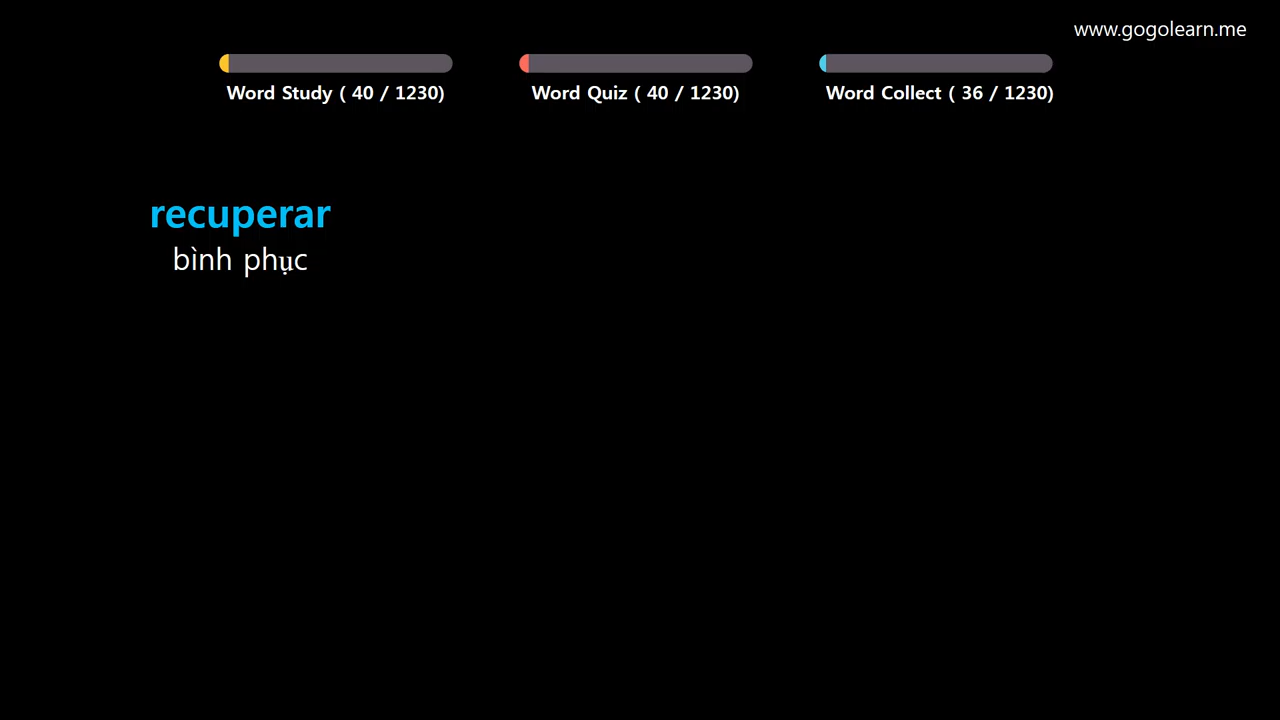 www.gogolearn.me
Word Study ( 40 / 1230)
Word Quiz ( 40 / 1230)
Word Collect ( 36 / 1230)
recuperar
bình phục